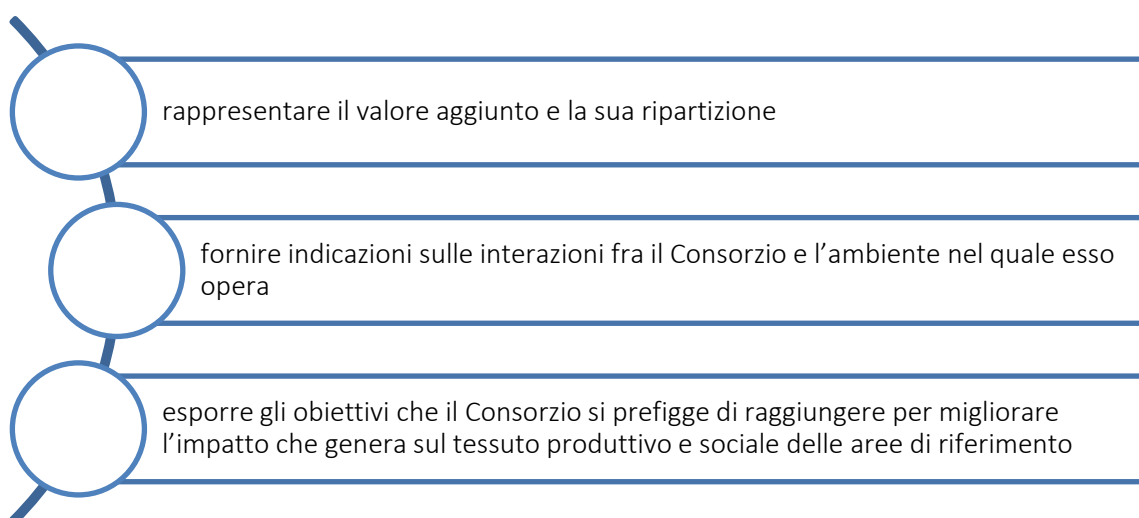 rappresentare il valore aggiunto e la sua ripartizione
fornire indicazioni sulle interazioni fra il Consorzio e l’ambiente nel quale esso
opera
esporre gli obiettivi che il Consorzio si prefigge di raggiungere per migliorare
l’impatto che genera sul tessuto produttivo e sociale delle aree di riferimento